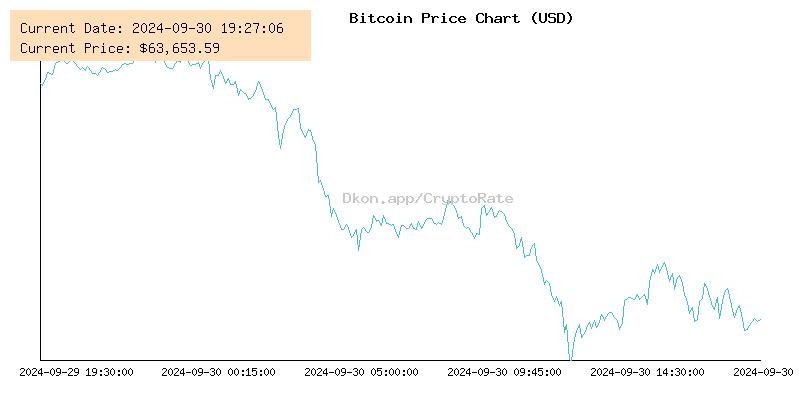 Bitcoin Price Chart (USD)
Current Date: 2024-09-30 19:27:06
Current Price: $63,653.59
Dkon.app/CryptoRate
2024-09-29 19:30:00 2024-09-30 00:15:00 2024-09-30 05:00:00 2024-09-30 09:45:00 2024-09-30 14:30:00 2024-09-30